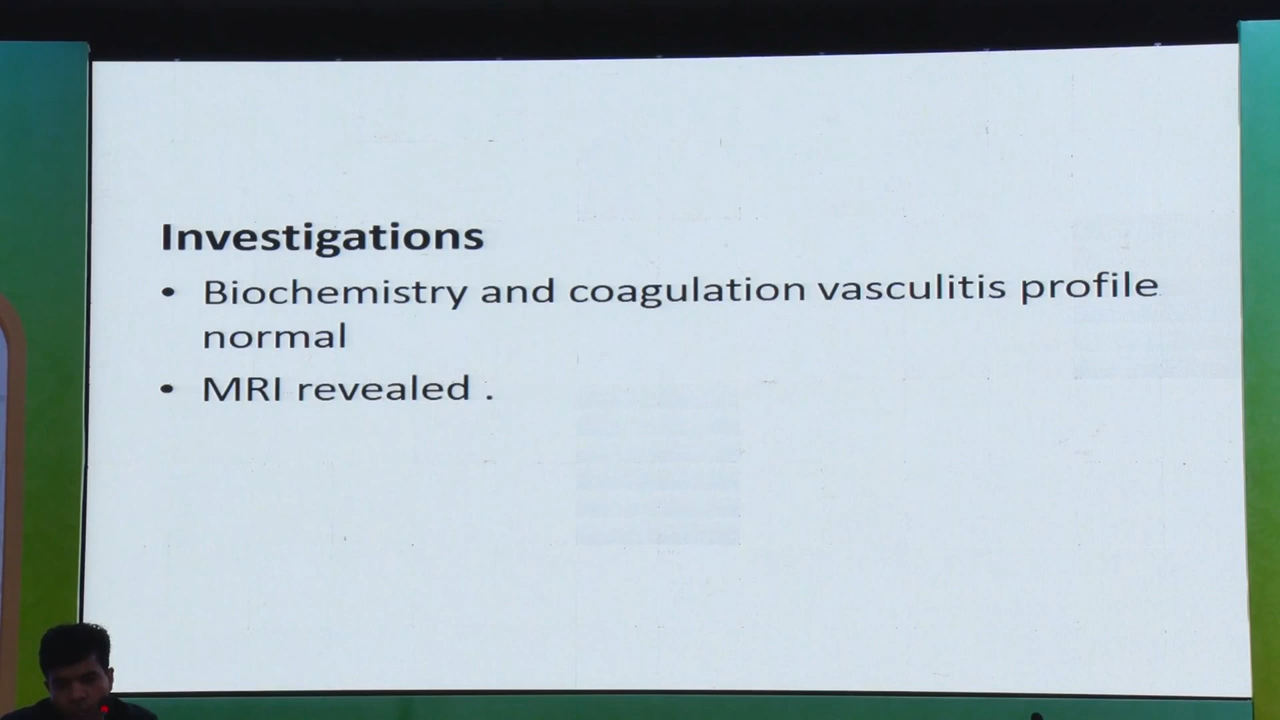 Investigations
• Biochemistry and coagulation vasculitis profile
normal
• MRI revealed .